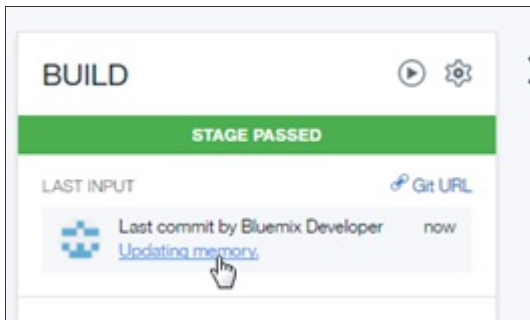 BUILD
STAGE PASSED
LAST INPUT Git URL
Last commit by Bluemix Developer now
Updating memory.